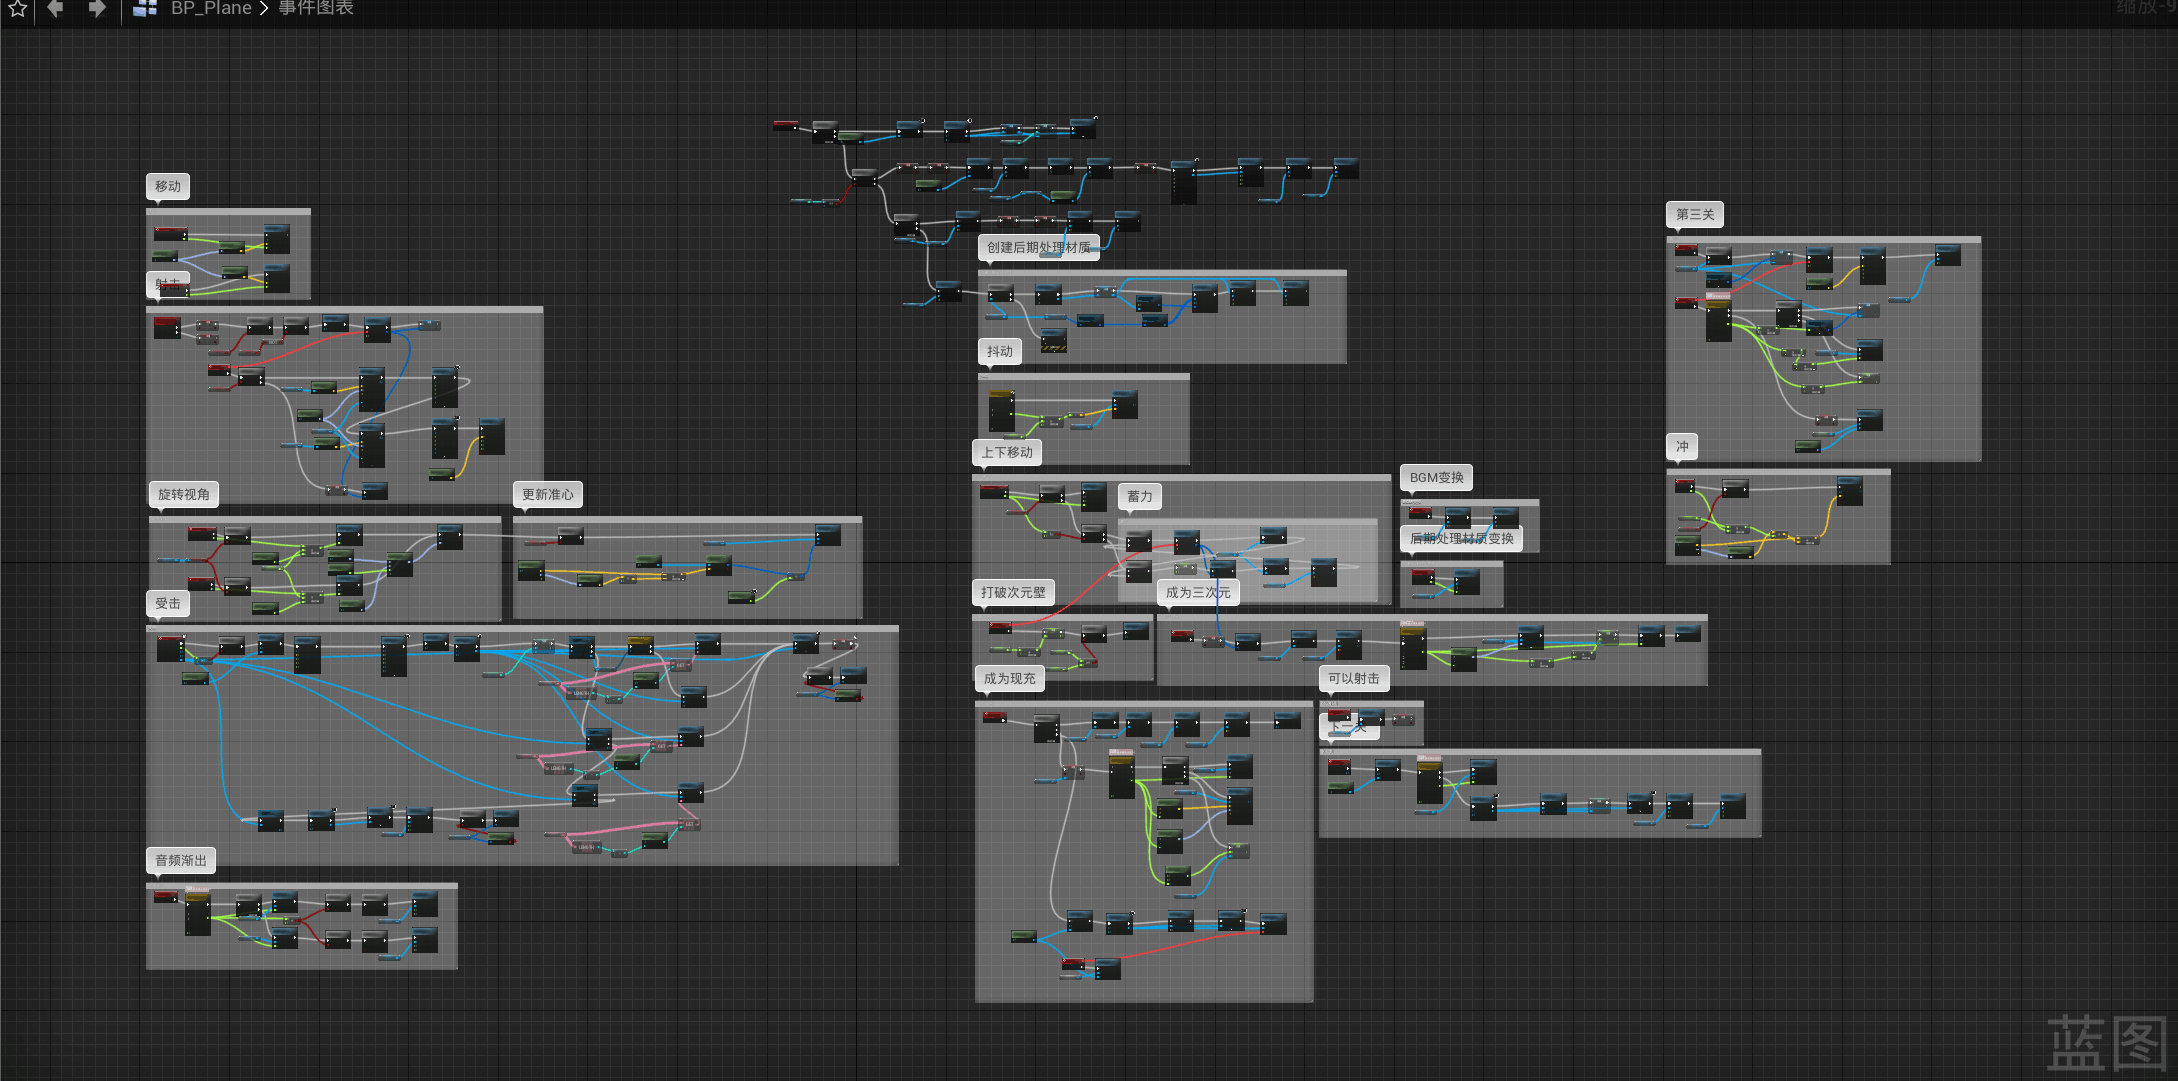 BP_Plane > 事件图表
缩放-9
移动
射击
旋转视角
更新准心
受击
音频渐出
创建后期处理材质
抖动
上下移动
蓄力
打破次元壁
成为三次元
成为现充
BGM变换
后期处理材质变换
可以射击
下一关
第三关
冲
蓝图